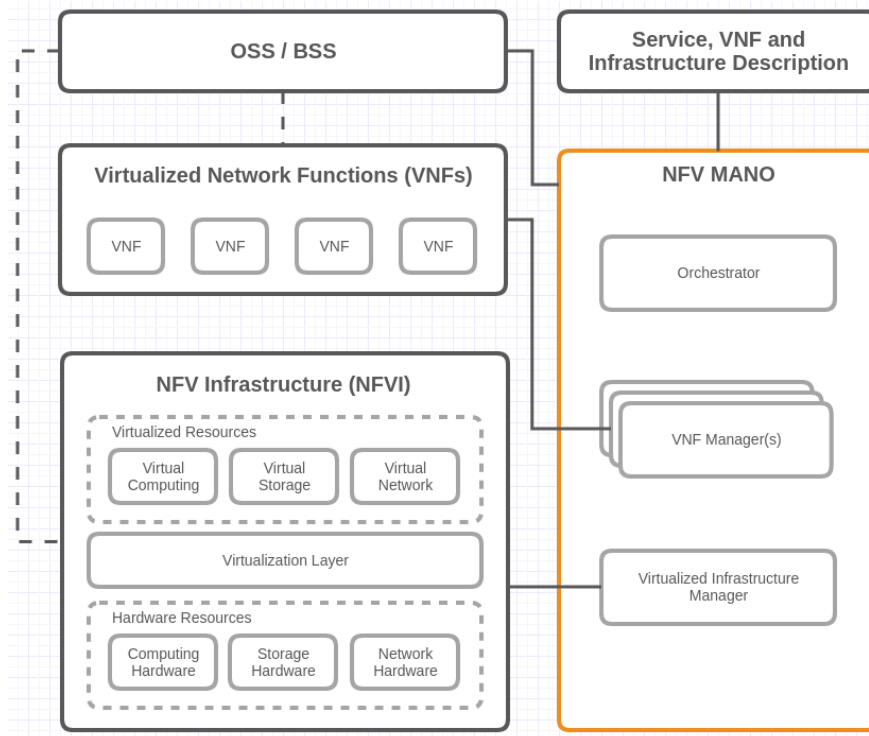 OSS / BSS
Service, VNF and
Infrastructure Description
Virtualized Network Functions (VNFs)
VNF
VNF
VNF
VNF
NFV MANO
Orchestrator
VNF Manager(s)
Virtualized Infrastructure
Manager
NFV Infrastructure (NFVI)
Virtualized Resources
Virtual
Computing
Virtual
Storage
Virtual
Network
Virtualization Layer
Hardware Resources
Computing
Hardware
Storage
Hardware
Network
Hardware